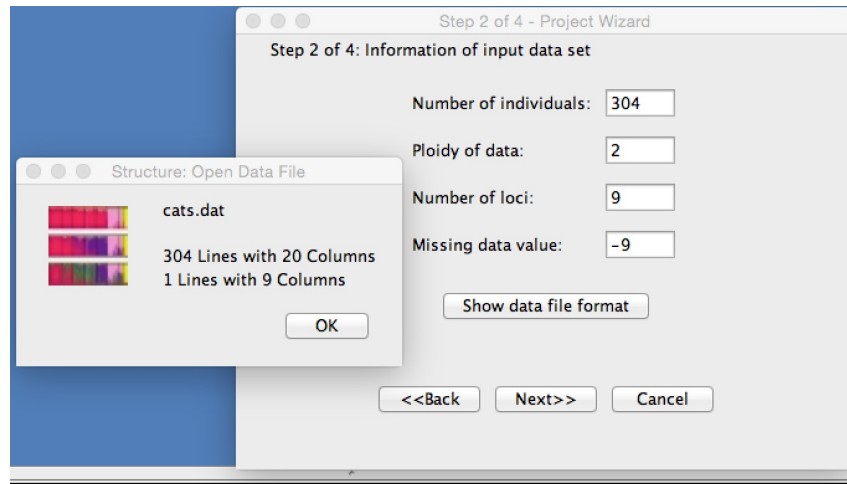 Step 2 of 4 - Project Wizard
Step 2 of 4: Information of input data set
Number of individuals: 304
Ploidy of data: 2
Number of loci: 9
Missing data value: -9
Show data file format
<<Back Next>> Cancel
Structure: Open Data File
cats.dat
304 Lines with 20 Columns
1 Lines with 9 Columns
OK